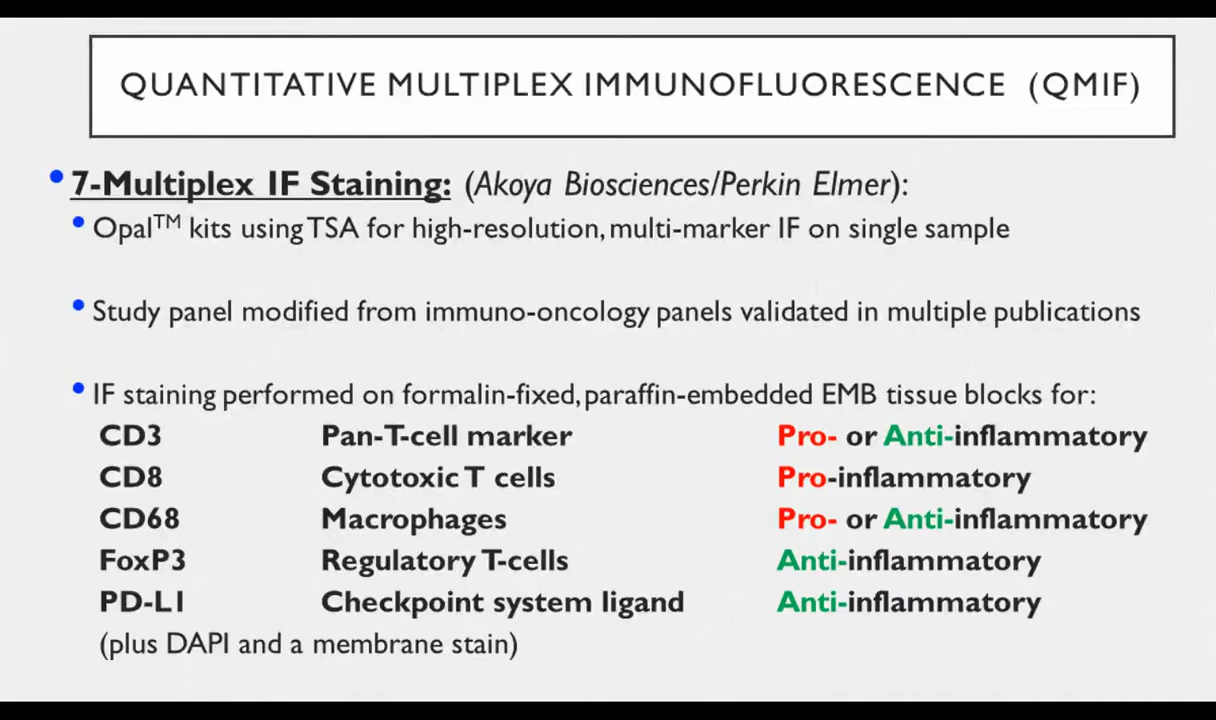 QUANTITATIVE MULTIPLEX IMMUNOFLUORESCENCE (QMIF)
• 7-Multiplex IF Staining: (Akoya Biosciences/Perkin Elmer):
• Opal™ kits using TSA for high-resolution, multi-marker IF on single sample
• Study panel modified from immuno-oncology panels validated in multiple publications
• IF staining performed on formalin-fixed, paraffin-embedded EMB tissue blocks for:
CD3 Pan-T-cell marker Pro- or Anti-inflammatory
CD8 Cytotoxic T cells Pro-inflammatory
CD68 Macrophages Pro- or Anti-inflammatory
FoxP3 Regulatory T-cells Anti-inflammatory
PD-L1 Checkpoint system ligand Anti-inflammatory
(plus DAPI and a membrane stain)